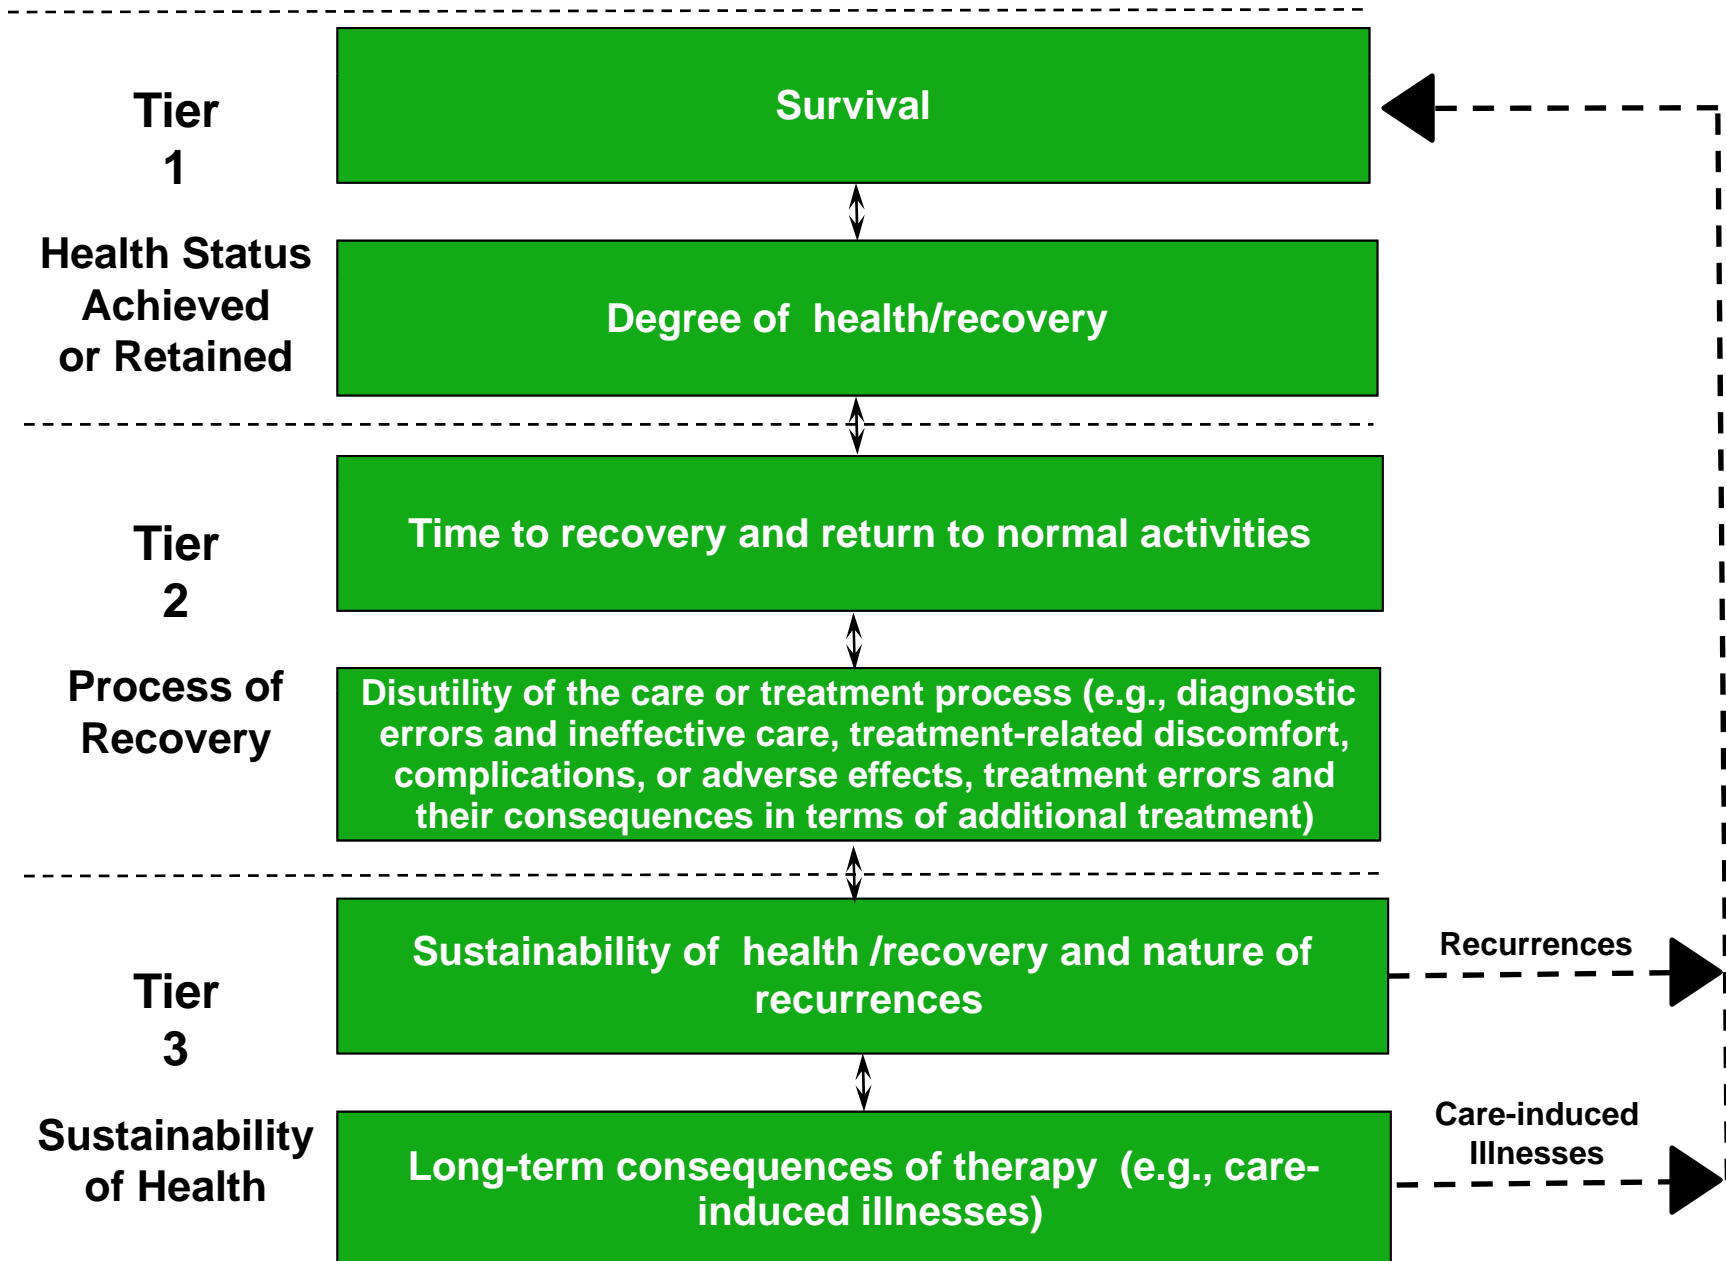 Tier
1
Health Status
Achieved
or Retained
Survival
Degree of health/recovery
Tier
2
Process of
Recovery
Time to recovery and return to normal activities
Disutility of the care or treatment process (e.g., diagnostic
errors and ineffective care, treatment-related discomfort,
complications, or adverse effects, treatment errors and
their consequences in terms of additional treatment)
Tier
3
Sustainability
of Health
Sustainability of health /recovery and nature of
recurrences
Recurrences
Long-term consequences of therapy (e.g., care-
induced illnesses)
Care-induced
Illnesses